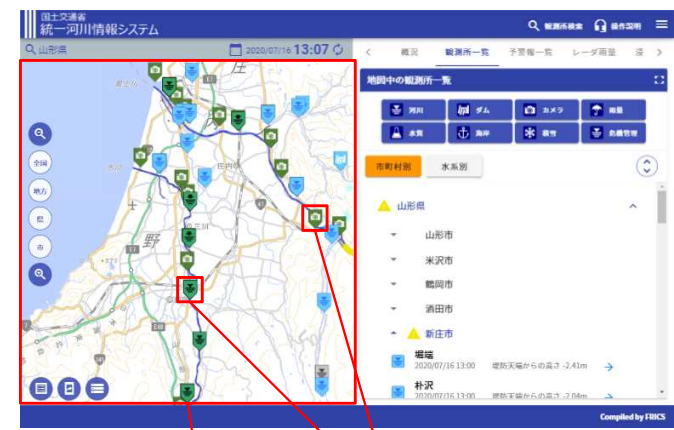 国土交通省
統一河川情報システム
観測所検索
操作説明
山形県
2020/07/16 13:07
概況
観測所一覧
予警報一覧
レーダ雨量
地図中の観測所一覧
河川
ダム
カメラ
雨量
水質
海岸
積雪
危機管理
市町村別
水系別
全国
地方
県
市
山形県
山形市
米沢市
鶴岡市
酒田市
新庄市
堀端
2020/07/16 13:00 堤防天端からの高さ -2.41m
朴沢
2020/07/16 13:00 堤防天端からの高さ -2.04m
庄
庄内町
野
Compiled by FRICS